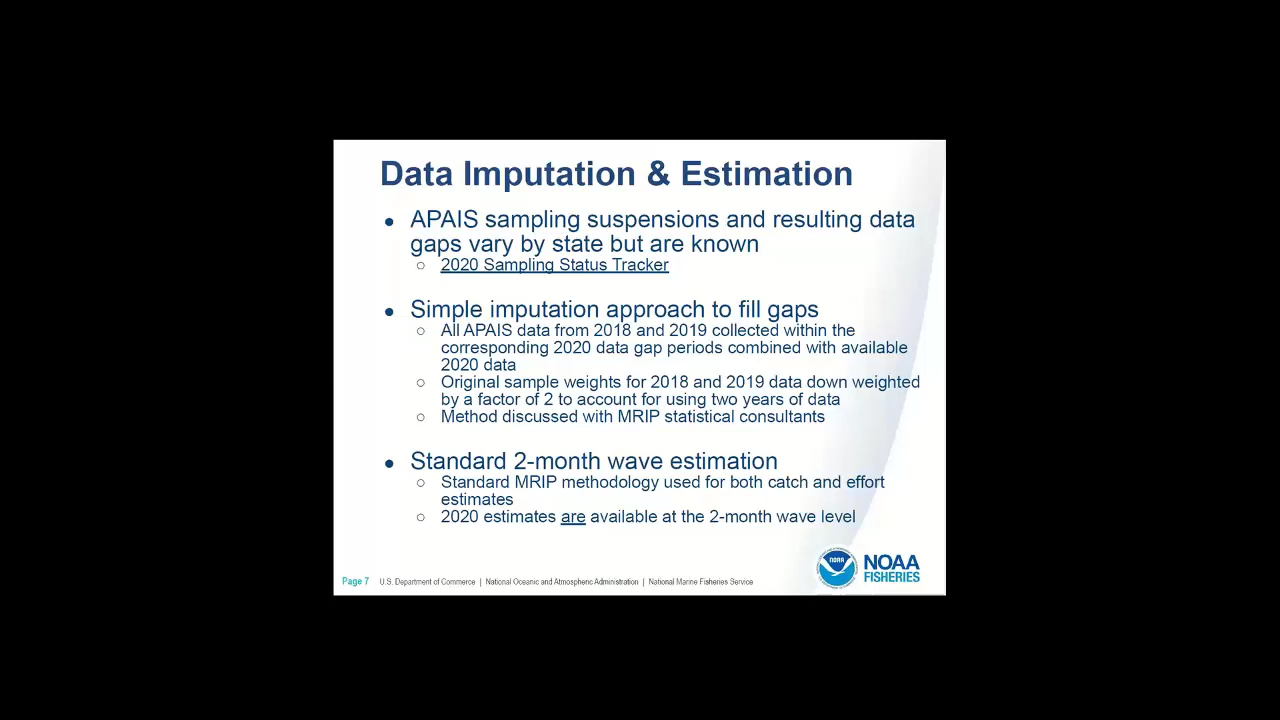 Data Imputation & Estimation
● APAIS sampling suspensions and resulting data
gaps vary by state but are known
○ 2020 Sampling Status Tracker
● Simple imputation approach to fill gaps
○ All APAIS data from 2018 and 2019 collected within the
corresponding 2020 data gap periods combined with available
2020 data
○ Original sample weights for 2018 and 2019 data down weighted
by a factor of 2 to account for using two years of data
○ Method discussed with MRIP statistical consultants
● Standard 2-month wave estimation
○ Standard MRIP methodology used for both catch and effort
estimates
○ 2020 estimates are available at the 2-month wave level
NOAA
NOAA
FISHERIES
Page 7 U.S. Department of Commerce | National Oceanic and Atmospheric Administration | National Marine Fisheries Service